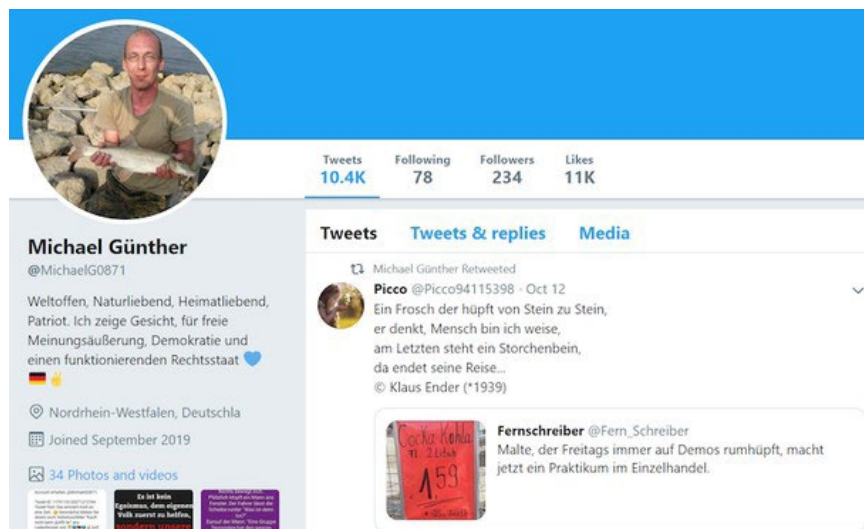 Tweets
Following
Followers
Likes
10.4K
78
234
11K
Michael Günther
@MichaelG0871
Weltoffen, Naturliebend, Heimatliebend,
Patriot. Ich zeige Gesicht, für freie
Meinungsäußerung, Demokratie und
einen funktionierenden Rechtsstaat 💙
🇩🇪✌
Nordrhein-Westfalen, Deutschla
Joined September 2019
34 Photos and videos
Es ist kein
Egoismus, dem eigenen
Volk zuerst zu helfen,
sondern unsere
Tweets
Tweets & replies
Media
Michael Günther Retweeted
Picco @Picco94115398 · Oct 12
Ein Frosch der hüpft von Stein zu Stein,
er denkt, Mensch bin ich weise,
am Letzten steht ein Storchenbein,
da endet seine Reise...
© Klaus Ender (*1939)
CocKa Kohla
1,59
Fernschreiber @Fern_Schreiber
Malte, der Freitags immer auf Demos rumhüpft, macht
jetzt ein Praktikum im Einzelhandel.